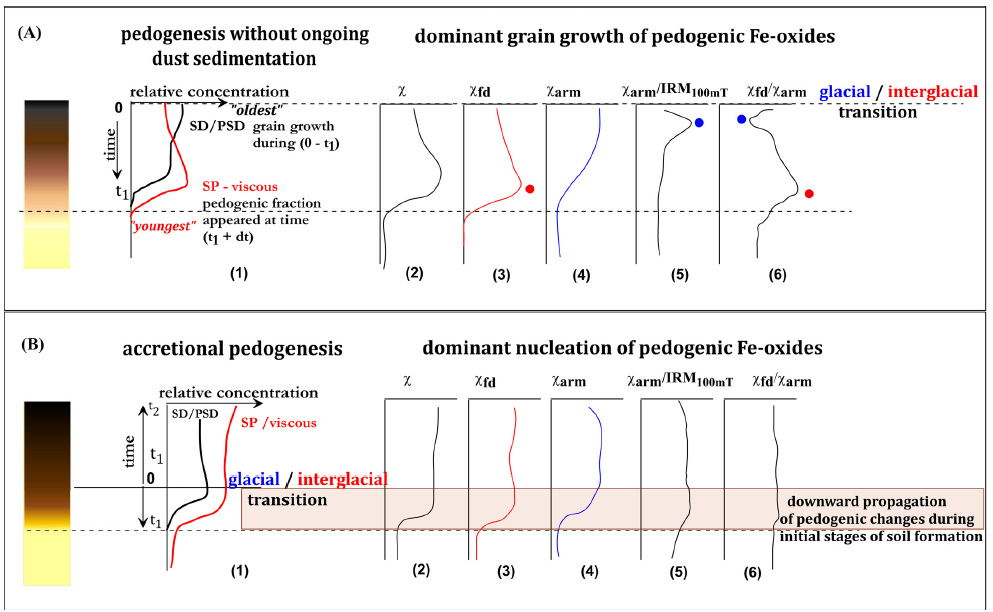 (A)
pedogenesis without ongoing
dust sedimentation
dominant grain growth of pedogenic Fe-oxides
relative concentration
0
"oldest"
SD/PSD grain growth
during (0 - t1)
time
t1
SP - viscous
pedogenic fraction
appeared at time
(t1 + dt)
"youngest"
(1)
χ
χfd
χarm
χarm/IRM100mT
χfd/χarm
glacial / interglacial
transition
(2)
(3)
(4)
(5)
(6)
(B)
accretional pedogenesis
dominant nucleation of pedogenic Fe-oxides
relative concentration
t2
SD/PSD
SP /viscous
time
t1
0
glacial / interglacial
transition
t1
(1)
χ
χfd
χarm
χarm/IRM100mT
χfd/χarm
downward propagation
of pedogenic changes during
initial stages of soil formation
(2)
(3)
(4)
(5)
(6)